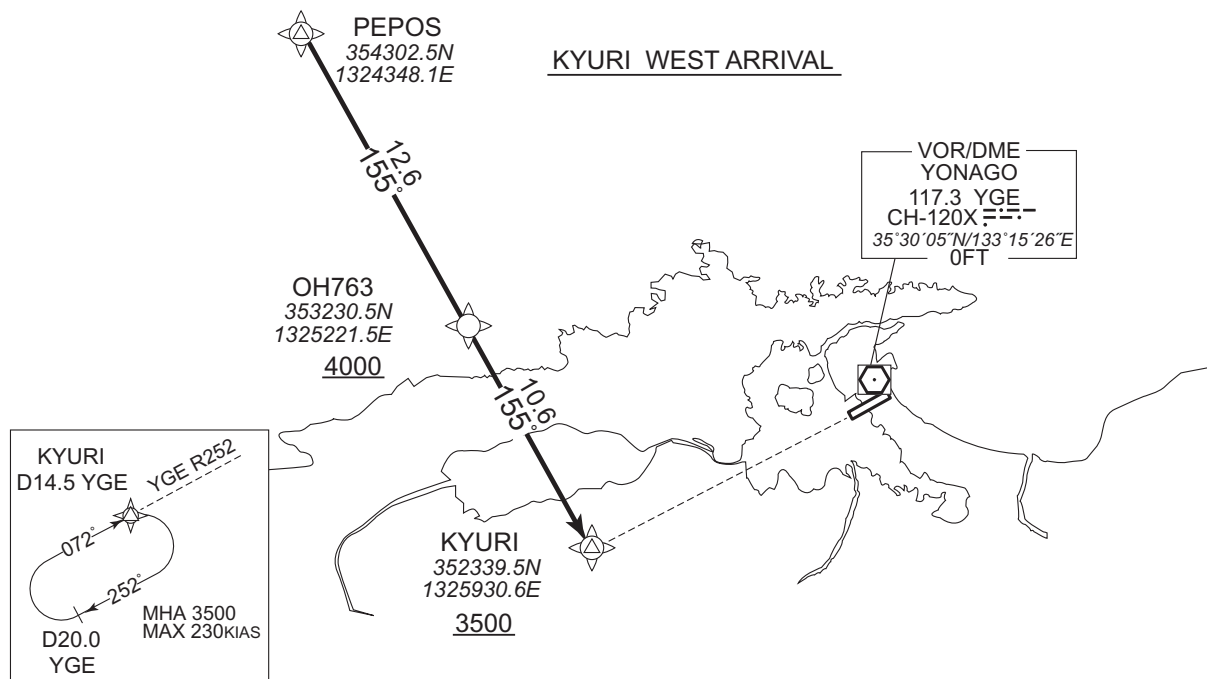 PEPOS
354302.5N
1324348.1E
KYURI WEST ARRIVAL
12.6
155°
VOR/DME
YONAGO
117.3 YGE
CH-120X
35°30´05˝N/133°15´26˝E
0FT
OH763
353230.5N
1325221.5E
4000
10.6
155°
KYURI
352339.5N
1325930.6E
3500
KYURI
D14.5 YGE
YGE R252
072°
252°
MHA 3500
MAX 230KIAS
D20.0
YGE